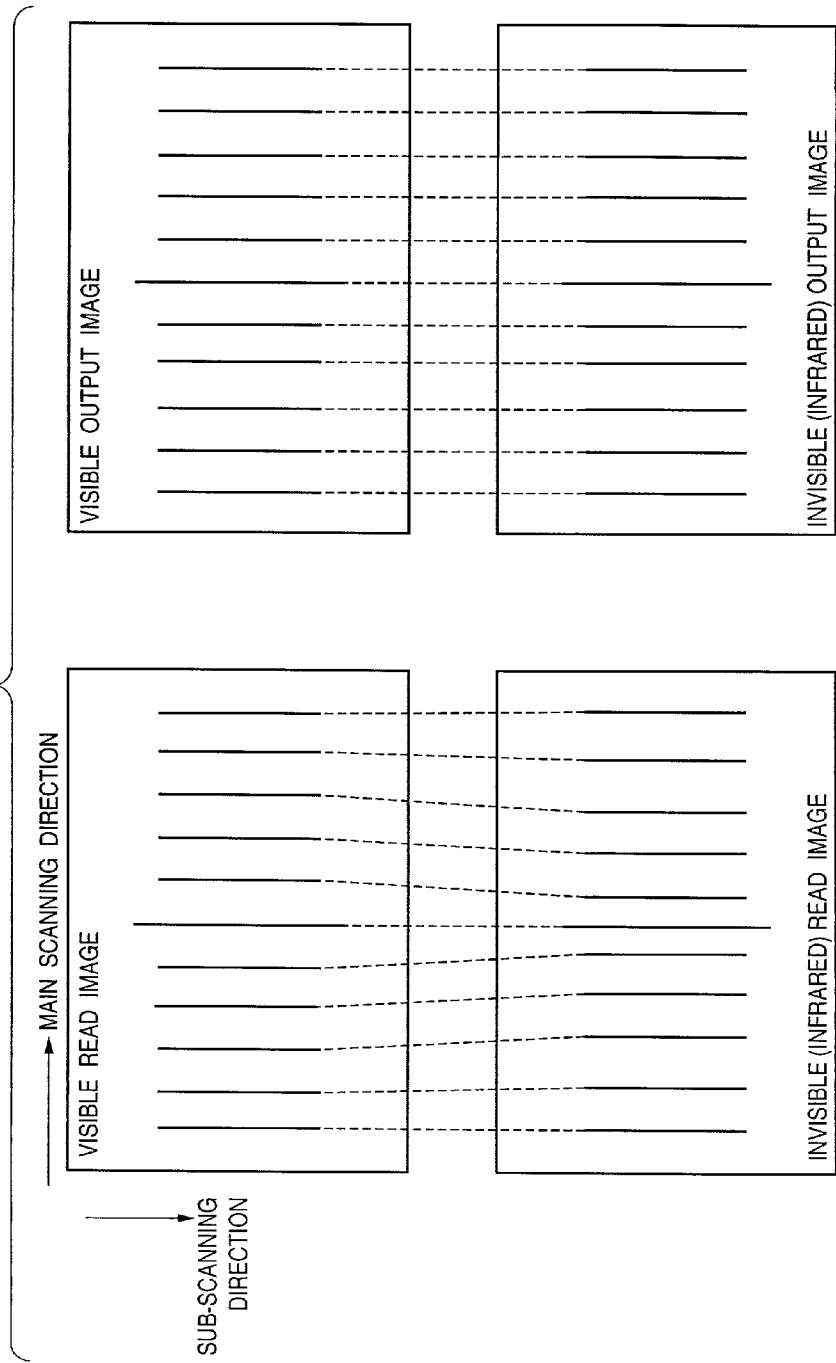 MAIN SCANNING DIRECTION
SUB-SCANNING
DIRECTION
VISIBLE READ IMAGE
INVISIBLE (INFRARED) READ IMAGE
VISIBLE OUTPUT IMAGE
INVISIBLE (INFRARED) OUTPUT IMAGE